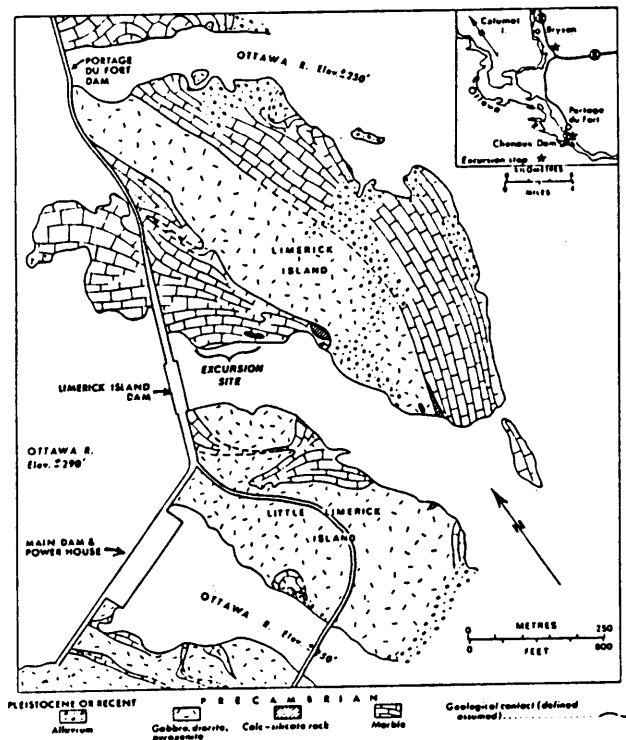 PORTAGE
DU FORT
DAM
OTTAWA R. Elev. ± 250'
Calumet
I.
Bryson
Ottawa
R.
Portage
du Fort
Chenaux Dam
Excursion stop
KILOMETRES
MILES
LIMERICK
ISLAND
EXCURSION
SITE
LIMERICK ISLAND
DAM
OTTAWA R.
Elev. ± 290'
LITTLE LIMERICK
ISLAND
MAIN DAM &
POWER HOUSE
OTTAWA R. Elev. ± 250'
N
METRES
0 250
0 800
FEET
PLEISTOCENE OR RECENT
PRECAMBRIAN
Alluvium
Gabbro, diorite,
pyroxenite
Calc-silicate rock
Marble
Geological contact (defined
assumed)